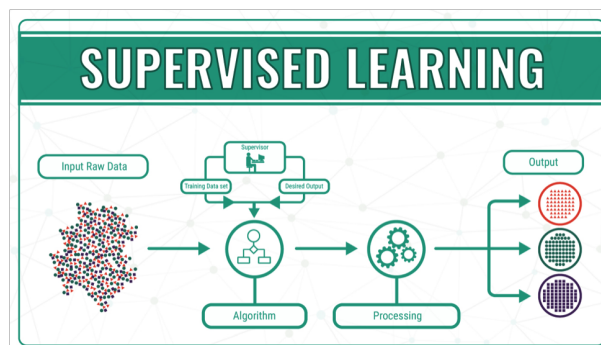 SUPERVISED LEARNING
Supervisor
Input Raw Data
Output
Training Data set
Desired Output
Algorithm
Processing